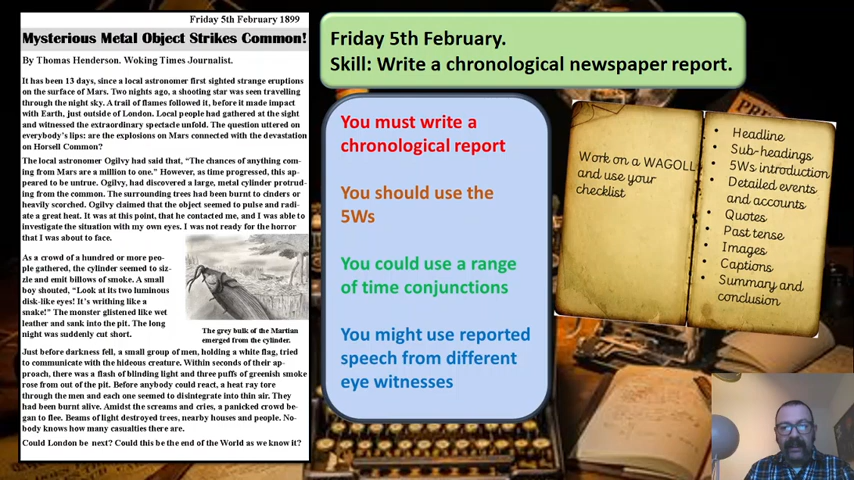 Friday 5th February 1899
Mysterious Metal Object Strikes Common!
By Thomas Henderson. Woking Times Journalist.
It has been 13 days, since a local astronomer first sighted strange eruptions
on the surface of Mars. Two nights ago, a shooting star was seen travelling
through the night sky. A trail of flames followed it, before it made impact
with Earth, just outside of London. Local people had gathered at the sight
and witnessed the extraordinary spectacle unfold. The question uttered on
everybody's lips: are the explosions on Mars connected with the devastation
on Horsell Common?
The local astronomer Ogilvy had said that, "The chances of anything com-
ing from Mars are a million to one." However, as time progressed, this ap-
peared to be untrue. Ogilvy, had discovered a large, metal cylinder protrud-
ing from the common. The surrounding trees had been burnt to cinders or
heavily scorched. Ogilvy claimed that the object seemed to pulse and radi-
ate a great heat. It was at this point, that he contacted me, and I was able to
investigate the situation with my own eyes. I was not ready for the horror
that I was about to face.
As a crowd of a hundred or more peo-
ple gathered, the cylinder seemed to siz-
zle and emit billows of smoke. A small
boy shouted, "Look at its two luminous
disk-like eyes! It's writhing like a
snake!" The monster glistened like wet
leather and sank into the pit. The long
night was suddenly cut short.
The grey bulk of the Martian
emerged from the cylinder.
Just before darkness fell, a small group of men, holding a white flag, tried
to communicate with the hideous creature. Within seconds of their ap-
proach, there was a flash of blinding light and three puffs of greenish smoke
rose from out of the pit. Before anybody could react, a heat ray tore
through the men and each one seemed to disintegrate into thin air. They
had been burnt alive. Amidst the screams and cries, a panicked crowd be-
gan to flee. Beams of light destroyed trees, nearby houses and people. No-
body knows how many casualties there are.
Could London be next? Could this be the end of the World as we know it?
Friday 5th February.
Skill: Write a chronological newspaper report.
You must write a
chronological report
You should use the
5Ws
You could use a range
of time conjunctions
You might use reported
speech from different
eye witnesses
Work on a WAGOLL
and use your
checklist
• Headline
• Sub-headings
• 5Ws introduction
• Detailed events
and accounts
• Quotes
• Past tense
• Images
• Captions
• Summary and
conclusion